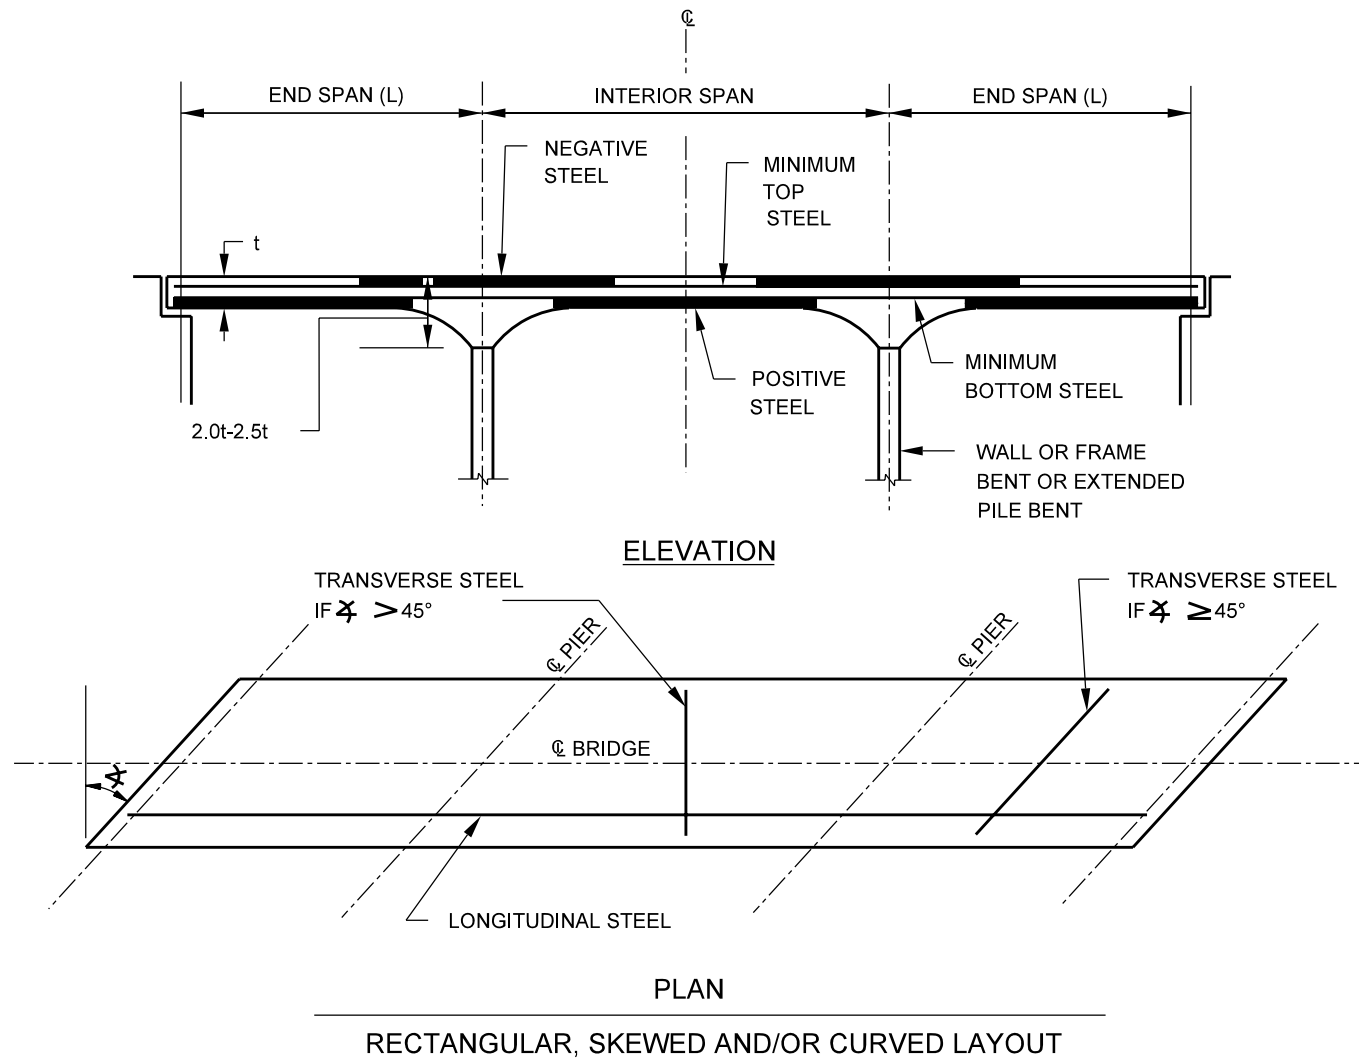 ℄
END SPAN (L)
INTERIOR SPAN
END SPAN (L)
NEGATIVE
STEEL
MINIMUM
TOP
STEEL
t
POSITIVE
STEEL
MINIMUM
BOTTOM STEEL
2.0t-2.5t
WALL OR FRAME
BENT OR EXTENDED
PILE BENT
ELEVATION
TRANSVERSE STEEL
IF ∡ > 45°
TRANSVERSE STEEL
IF ∡ ≥ 45°
℄ PIER
℄ PIER
℄ BRIDGE
∡
LONGITUDINAL STEEL
PLAN
RECTANGULAR, SKEWED AND/OR CURVED LAYOUT